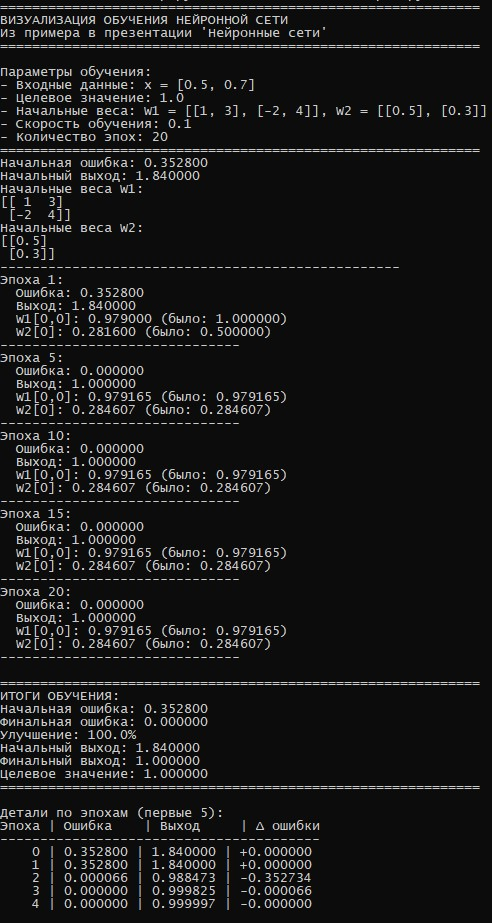 ============================================================
ВИЗУАЛИЗАЦИЯ ОБУЧЕНИЯ НЕЙРОННОЙ СЕТИ
Из примера в презентации 'Нейронные сети'
============================================================
Параметры обучения:
- Входные данные: x = [0.5, 0.7]
- Целевое значение: 1.0
- Начальные веса: W1 = [[1, 3], [-2, 4]], W2 = [[0.5], [0.3]]
- Скорость обучения: 0.1
- Количество эпох: 20
============================================================
Начальная ошибка: 0.352800
Начальный выход: 1.840000
Начальные веса W1:
[[ 1  3]
 [-2  4]]
Начальные веса W2:
[[0.5]
 [0.3]]
--------------------------------------------------
Эпоха 1:
  Ошибка: 0.352800
  Выход: 1.840000
  W1[0,0]: 0.979000 (было: 1.000000)
  W2[0]: 0.281600 (было: 0.500000)
------------------------------
Эпоха 5:
  Ошибка: 0.000000
  Выход: 1.000000
  W1[0,0]: 0.979165 (было: 0.979165)
  W2[0]: 0.284607 (было: 0.284607)
------------------------------
Эпоха 10:
  Ошибка: 0.000000
  Выход: 1.000000
  W1[0,0]: 0.979165 (было: 0.979165)
  W2[0]: 0.284607 (было: 0.284607)
------------------------------
Эпоха 15:
  Ошибка: 0.000000
  Выход: 1.000000
  W1[0,0]: 0.979165 (было: 0.979165)
  W2[0]: 0.284607 (было: 0.284607)
------------------------------
Эпоха 20:
  Ошибка: 0.000000
  Выход: 1.000000
  W1[0,0]: 0.979165 (было: 0.979165)
  W2[0]: 0.284607 (было: 0.284607)
------------------------------
============================================================
ИТОГИ ОБУЧЕНИЯ:
Начальная ошибка: 0.352800
Финальная ошибка: 0.000000
Улучшение: 100.0%
Начальный выход: 1.840000
Финальный выход: 1.000000
Целевое значение: 1.000000
============================================================
Детали по эпохам (первые 5):
Эпоха | Ошибка    | Выход     | Δ ошибки
----------------------------------------
    0 | 0.352800 | 1.840000 | +0.000000
    1 | 0.352800 | 1.840000 | +0.000000
    2 | 0.000066 | 0.988473 | -0.352734
    3 | 0.000000 | 0.999825 | -0.000066
    4 | 0.000000 | 0.999997 | -0.000000